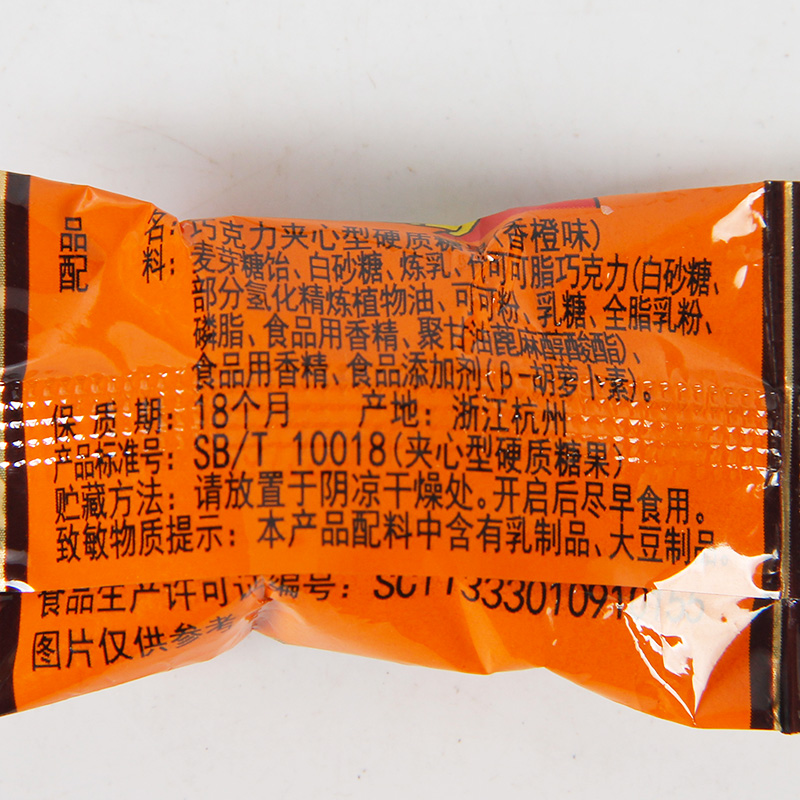 品 名：巧克力夹心型硬质糖 (香橙味)
配 料：麦芽糖饴、白砂糖、炼乳、代可可脂巧克力(白砂糖、
部分氢化精炼植物油、可可粉、乳糖、全脂乳粉、
磷脂、食品用香精、聚甘油蓖麻醇酸酯)、
食品用香精、食品添加剂(β-胡萝卜素)。
保 质 期：18个月 产地：浙江杭州
产品标准号：SB/T 10018(夹心型硬质糖果)
贮藏方法：请放置于阴凉干燥处。开启后尽早食用。
致敏物质提示：本产品配料中含有乳制品、大豆制品。
食品生产许可证编号：
图片仅供参考